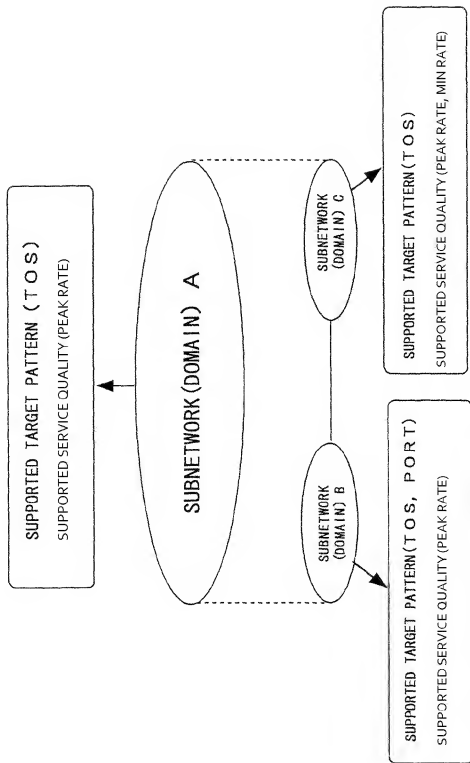 SUPPORTED TARGET PATTERN (TOS)
SUPPORTED SERVICE QUALITY (PEAK RATE)
SUBNETWORK (DOMAIN) A
SUBNETWORK
(DOMAIN) B
SUBNETWORK
(DOMAIN) C
SUPPORTED TARGET PATTERN (TOS, PORT)
SUPPORTED SERVICE QUALITY (PEAK RATE)
SUPPORTED TARGET PATTERN (TOS)
SUPPORTED SERVICE QUALITY (PEAK RATE, MIN RATE)